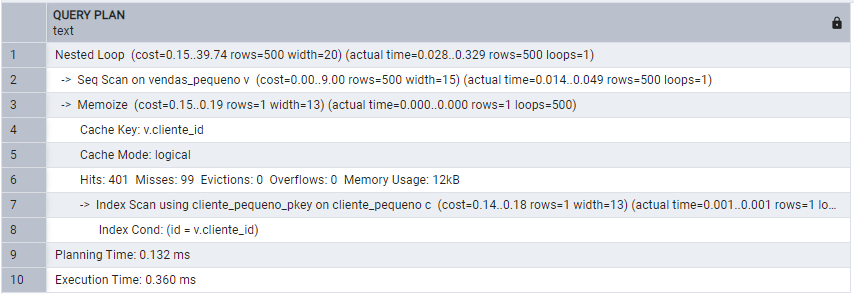 QUERY PLAN
text
1 Nested Loop (cost=0.15..39.74 rows=500 width=20) (actual time=0.028..0.329 rows=500 loops=1)
2 -> Seq Scan on vendas_pequeno v (cost=0.00..9.00 rows=500 width=15) (actual time=0.014..0.049 rows=500 loops=1)
3 -> Memoize (cost=0.15..0.19 rows=1 width=13) (actual time=0.000..0.000 rows=1 loops=500)
4 Cache Key: v.cliente_id
5 Cache Mode: logical
6 Hits: 401 Misses: 99 Evictions: 0 Overflows: 0 Memory Usage: 12kB
7 -> Index Scan using cliente_pequeno_pkey on cliente_pequeno c (cost=0.14..0.18 rows=1 width=13) (actual time=0.001..0.001 rows=1 lo...
8 Index Cond: (id = v.cliente_id)
9 Planning Time: 0.132 ms
10 Execution Time: 0.360 ms